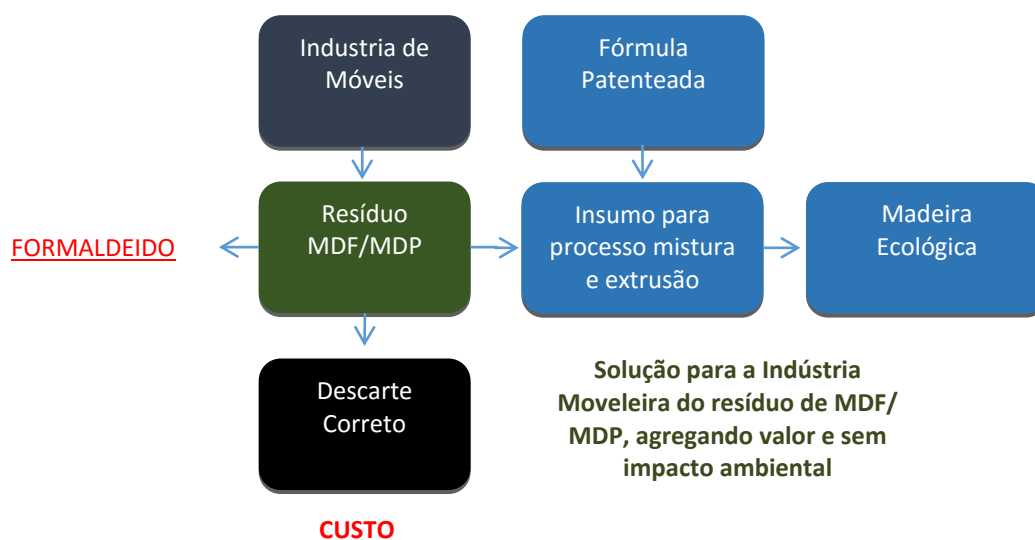 Industria de
Móveis
Fórmula
Patenteada
FORMALDEIDO
Resíduo
MDF/MDP
Insumo para
processo mistura
e extrusão
Madeira
Ecológica
Descarte
Correto
Solução para a Indústria
Moveleira do resíduo de MDF/
MDP, agregando valor e sem
impacto ambiental
CUSTO